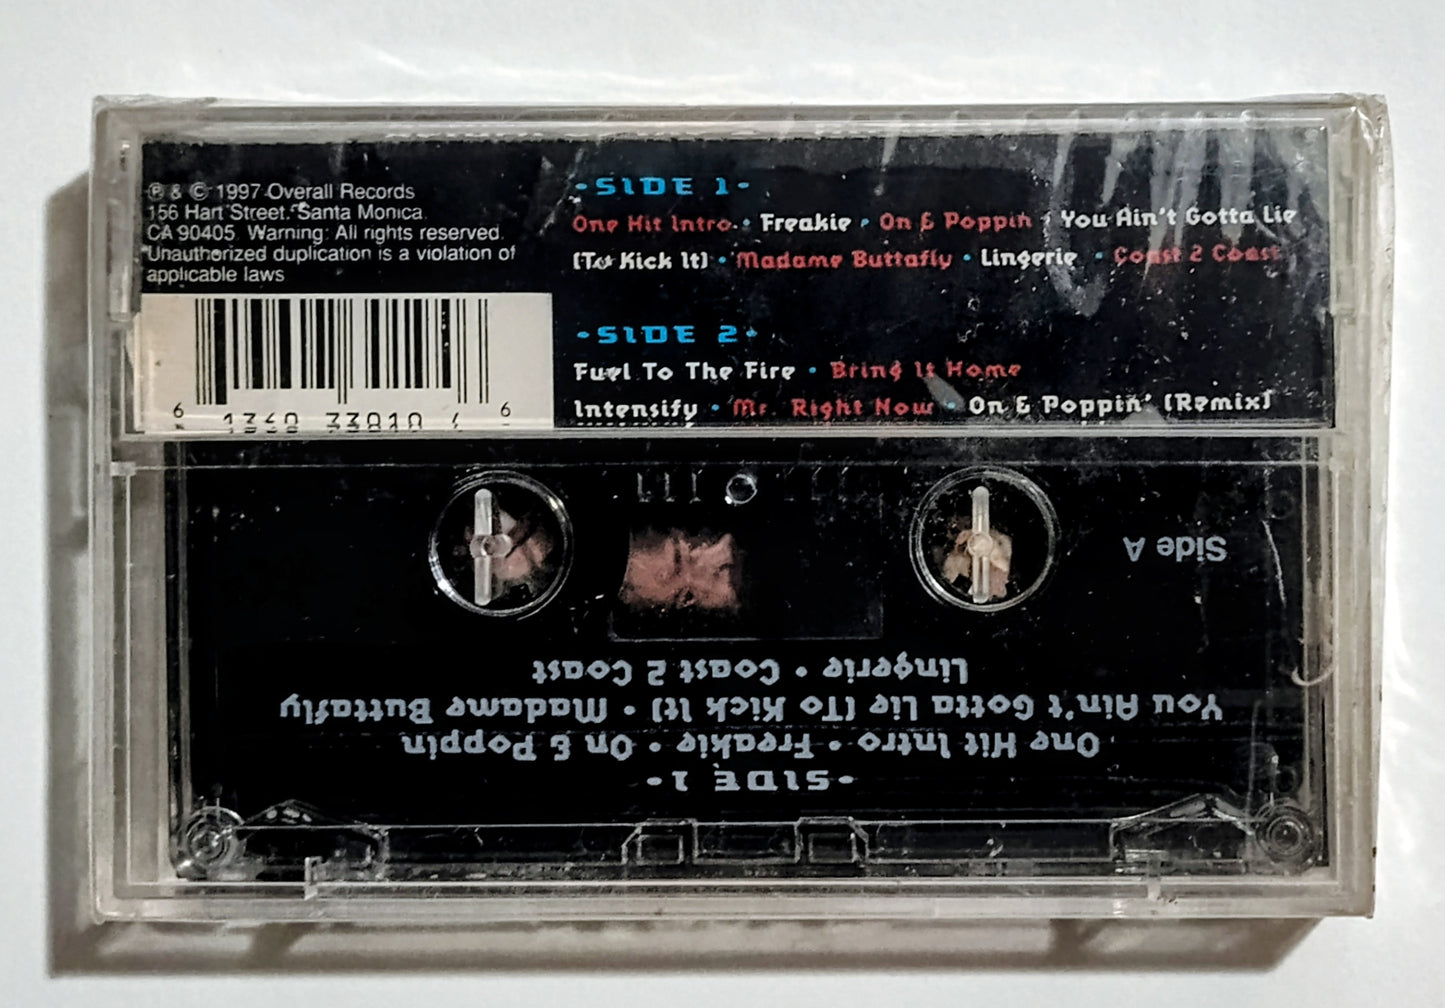 ℗ & © 1997 Overall Records
156 Hart Street. Santa Monica.
CA 90405. Warning: All rights reserved.
Unauthorized duplication is a violation of
applicable laws
-SIDE 1-
One Hit Intro • Freakie • On & Poppin • You Ain't Gotta Lie
(To Kick It) • Madame Buttafly • Lingerie • Coast 2 Coast
-SIDE 2-
Fuel To The Fire • Bring It Home
Intensify • Mr. Right Now • On & Poppin' (Remix)
6
6
Side A
-SIDE 1-
One Hit Intro • Freakie • On & Poppin
You Ain't Gotta Lie (To Kick It) • Madame Buttafly
Lingerie • Coast 2 Coast